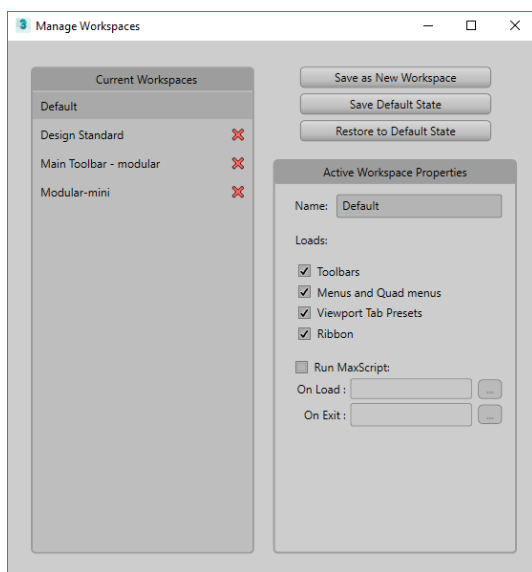 3 Manage Workspaces
Current Workspaces
Default
Design Standard
Main Toolbar - modular
Modular-mini
Save as New Workspace
Save Default State
Restore to Default State
Active Workspace Properties
Name: Default
Loads:
Toolbars
Menus and Quad menus
Viewport Tab Presets
Ribbon
Run MaxScript:
On Load : ...
On Exit : ...